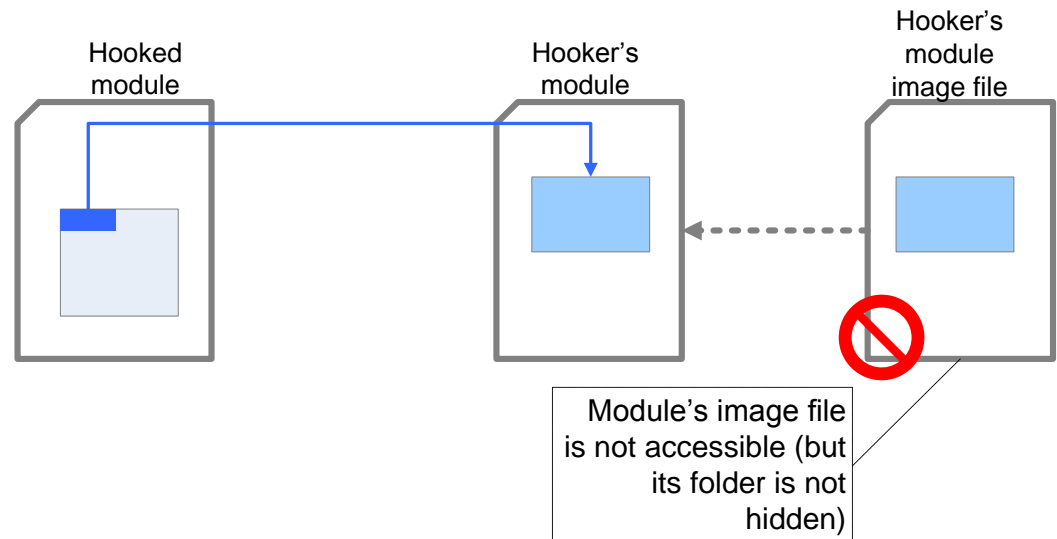 Hooked
module
Hooker’s
module
Hooker’s
module
image file
Module’s image file
is not accessible (but
its folder is not
hidden)